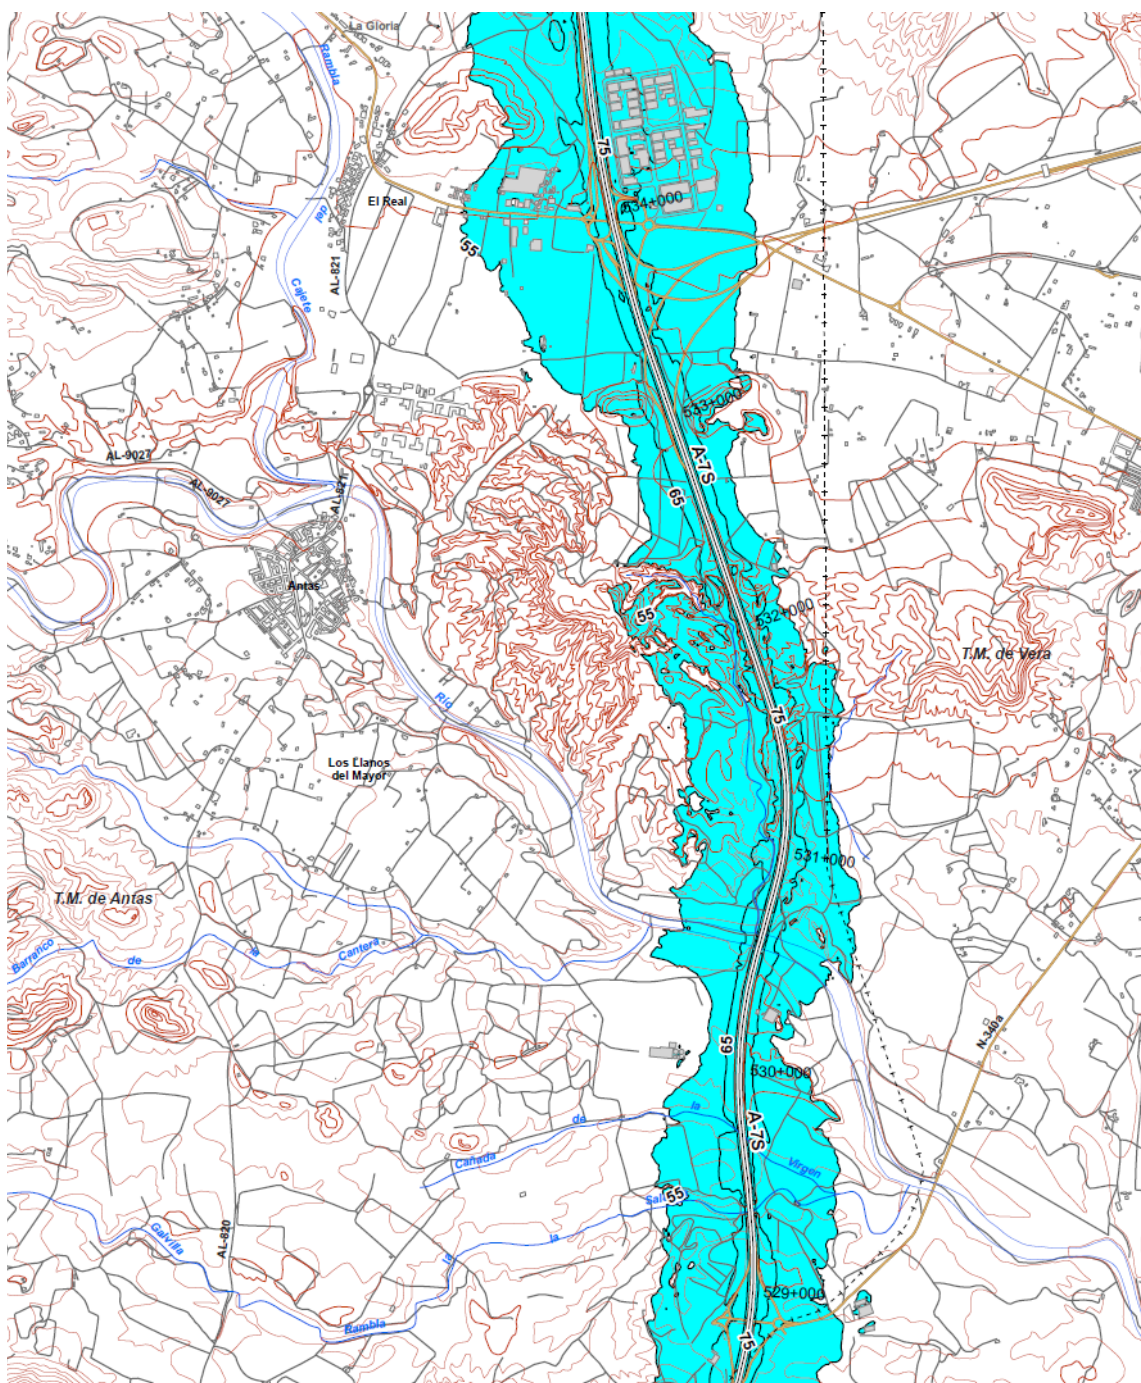 La Gloria
Rambla
75
534+000
El Real
del
55
AL-821
Cajete
533+000
A-7S
AL-9027
AL-9027
AL-821
65
Antas
55
532+000
T.M. de Vera
Río
75
Los Llanos
del Mayor
531+000
T.M. de Antas
Cantera
la
de
Barranco
N-340a
65
530+000
de
la
A-7S
Cañada
Virgen
55
Galvilla
AL-820
la
la
529+000
Rambla
75